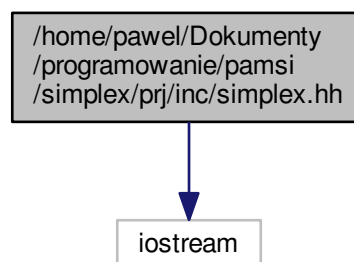 /home/pawel/Dokumenty
/programowanie/pamsi
/simplex/prj/inc/simplex.hh
iostream